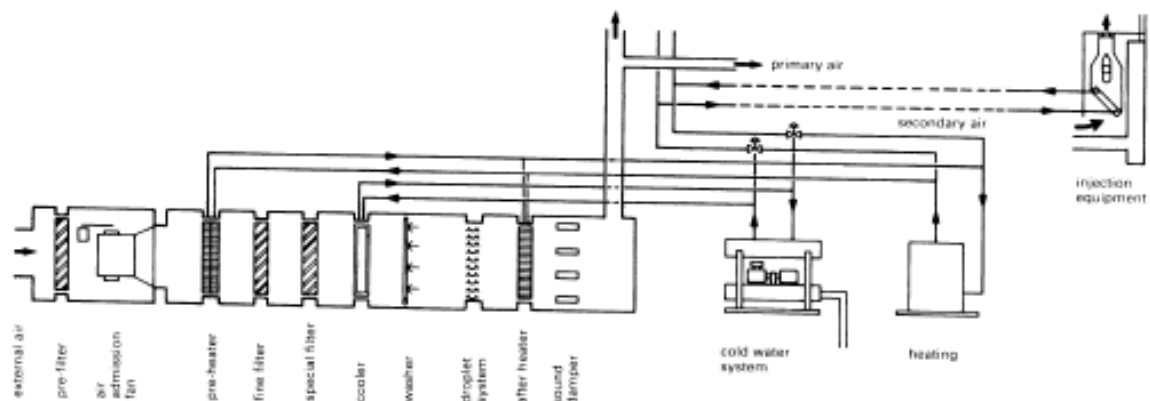 primary air
secondary air
injection
equipment
external air
pre-filter
air
admission
fan
pre-heater
fine filter
special filter
cooler
washer
droplet
system
after heater
sound
damper
cold water
system
heating